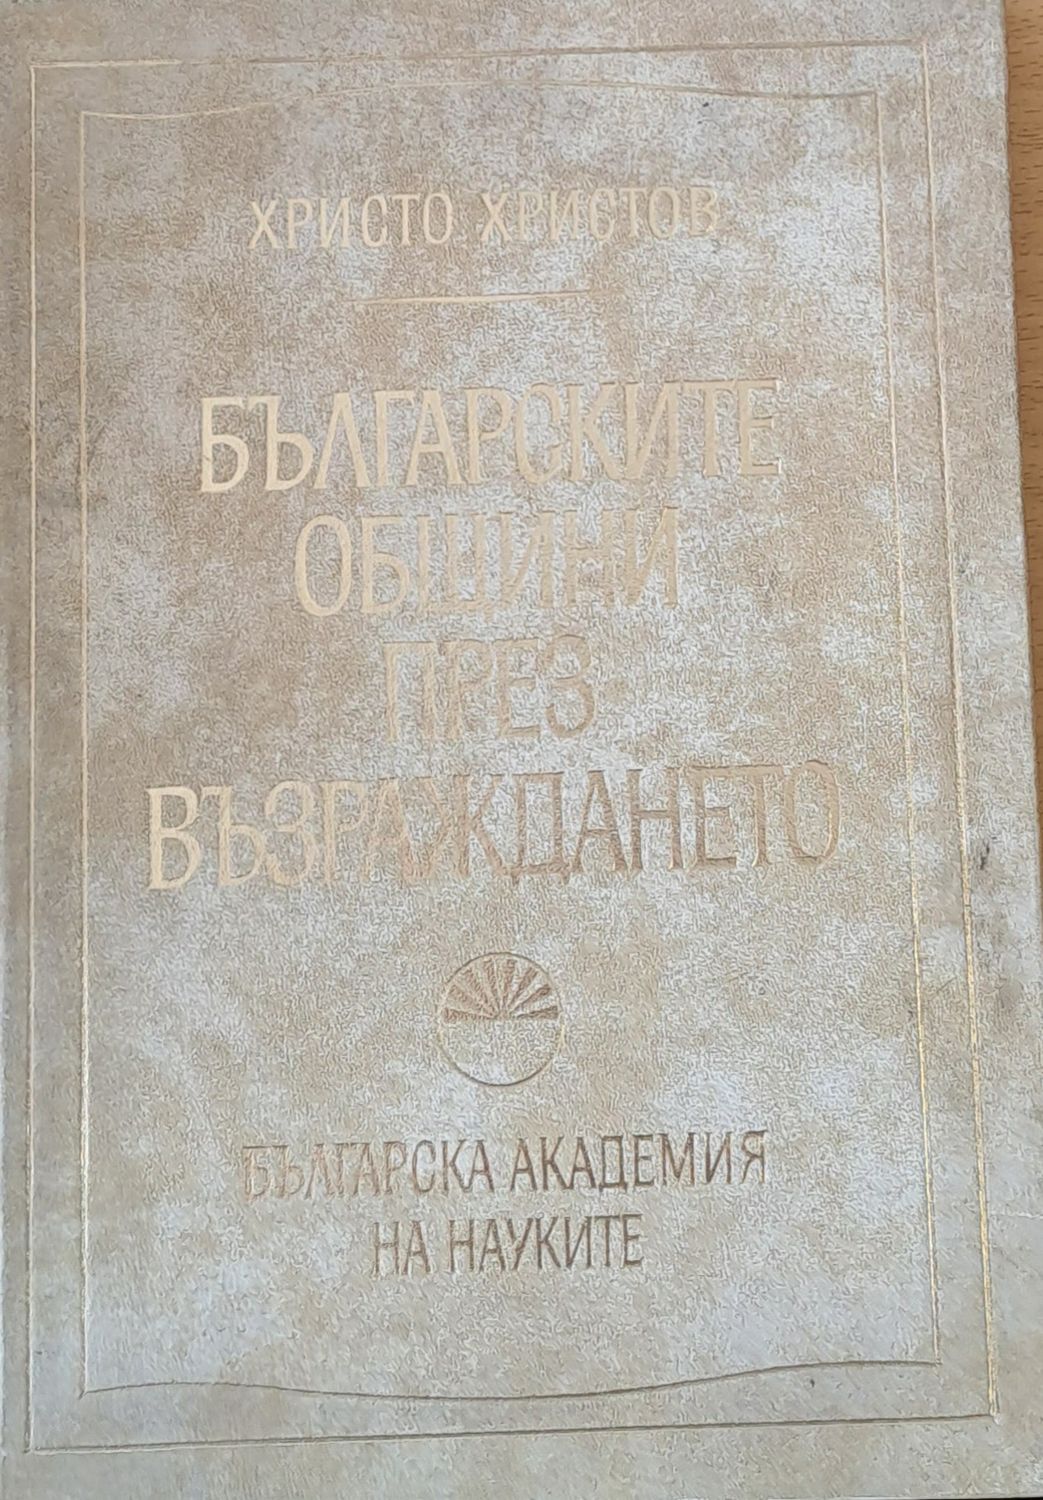 ХРИСТО ХРИСТОВ
БЪЛГАРСКИТЕ
ОБЩИНИ
ПРЕЗ
ВЪЗРАЖДАНЕТО
БЪЛГАРСКА АКАДЕМИЯ
НА НАУКИТЕ